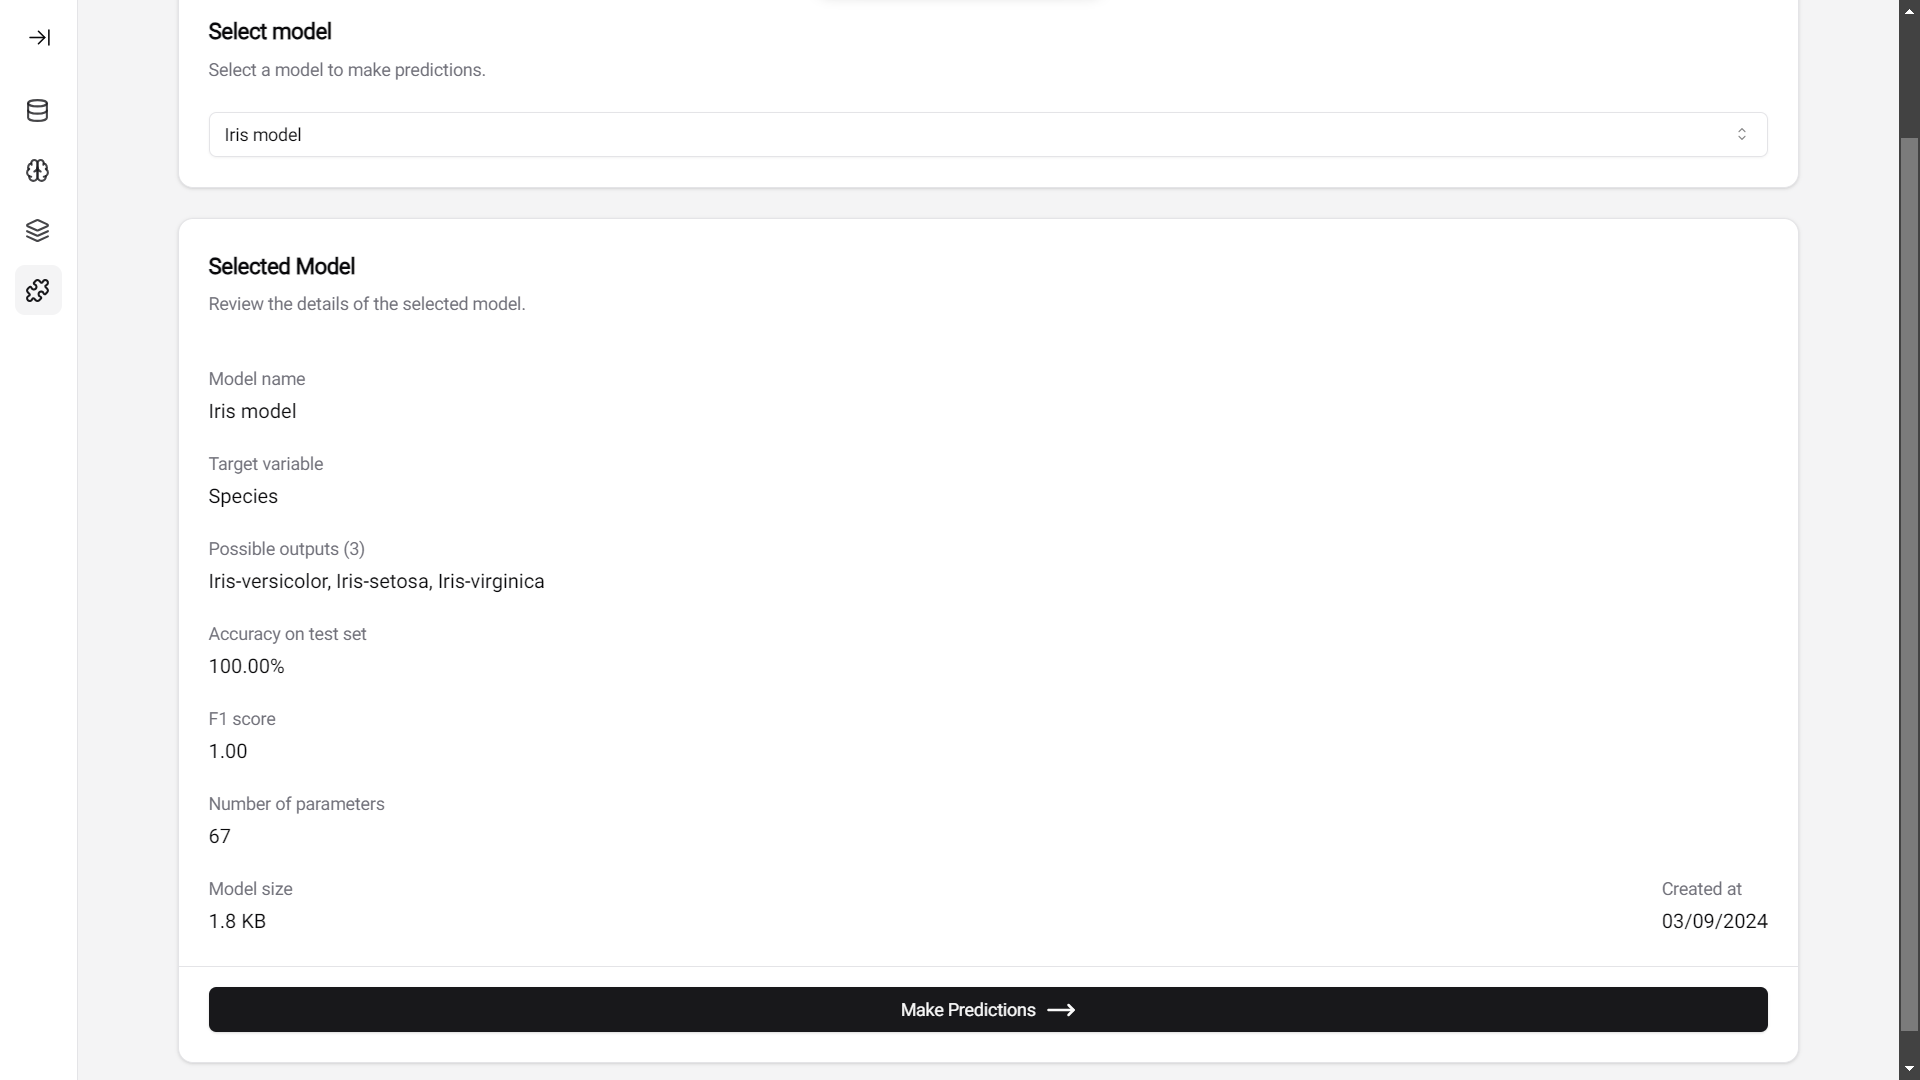 Select model
Select a model to make predictions.
Iris model
Selected Model
Review the details of the selected model.
Model name
Iris model
Target variable
Species
Possible outputs (3)
Iris-versicolor, Iris-setosa, Iris-virginica
Accuracy on test set
100.00%
F1 score
1.00
Number of parameters
67
Model size
1.8 KB
Created at
03/09/2024
Make Predictions